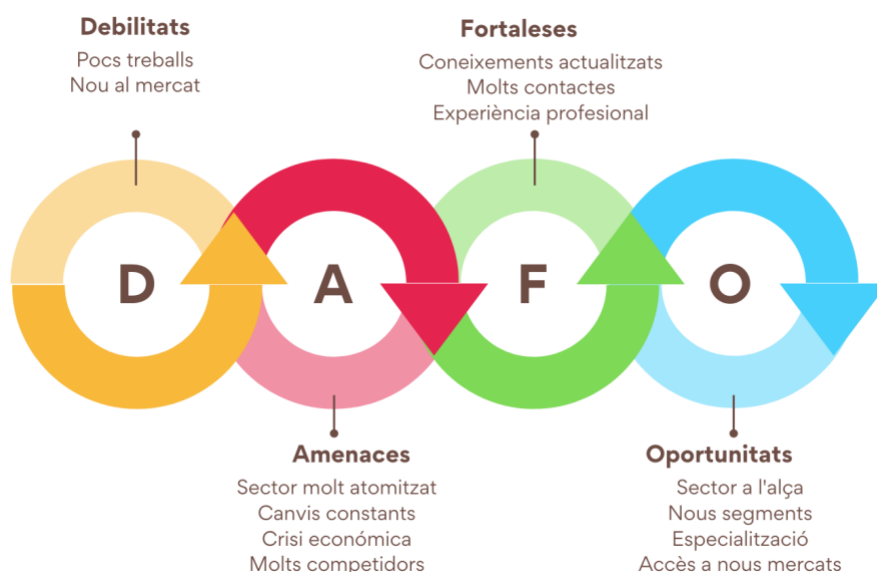 Debilitats
Pocs treballs
Nou al mercat
Fortaleses
Coneixements actualitzats
Molts contactes
Experiència profesional
D
A
F
O
Amenaces
Sector molt atomitzat
Canvis constants
Crisi económica
Molts competidors
Oportunitats
Sector a l'alça
Nous segments
Especialització
Accès a nous mercats